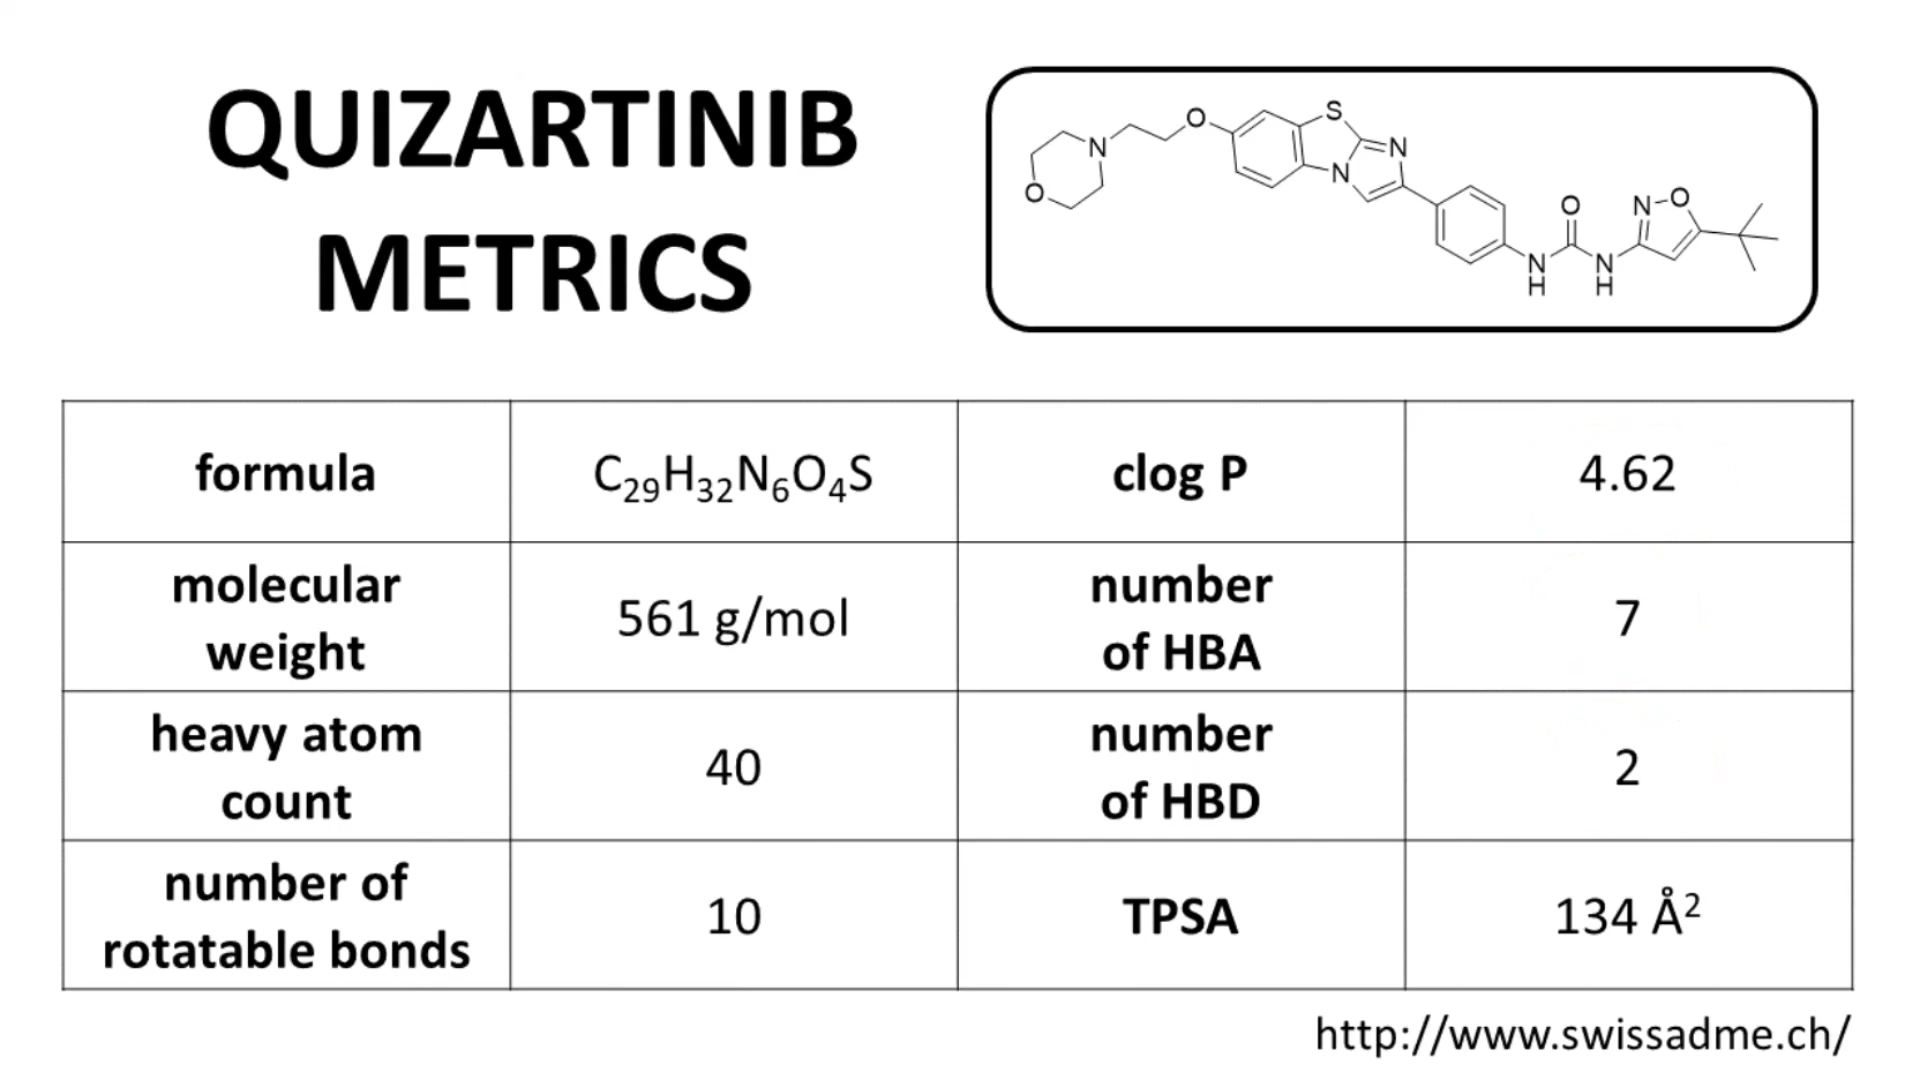 QUIZARTINIB
METRICS
O
N
O
S
N
N
O
N
H
N
H
N
O
formula
C₂₉H₃₂N₆O₄S
clog P
4.62
molecular
weight
561 g/mol
number
of HBA
7
heavy atom
count
40
number
of HBD
2
number of
rotatable bonds
10
TPSA
134 Å²
http://www.swissadme.ch/